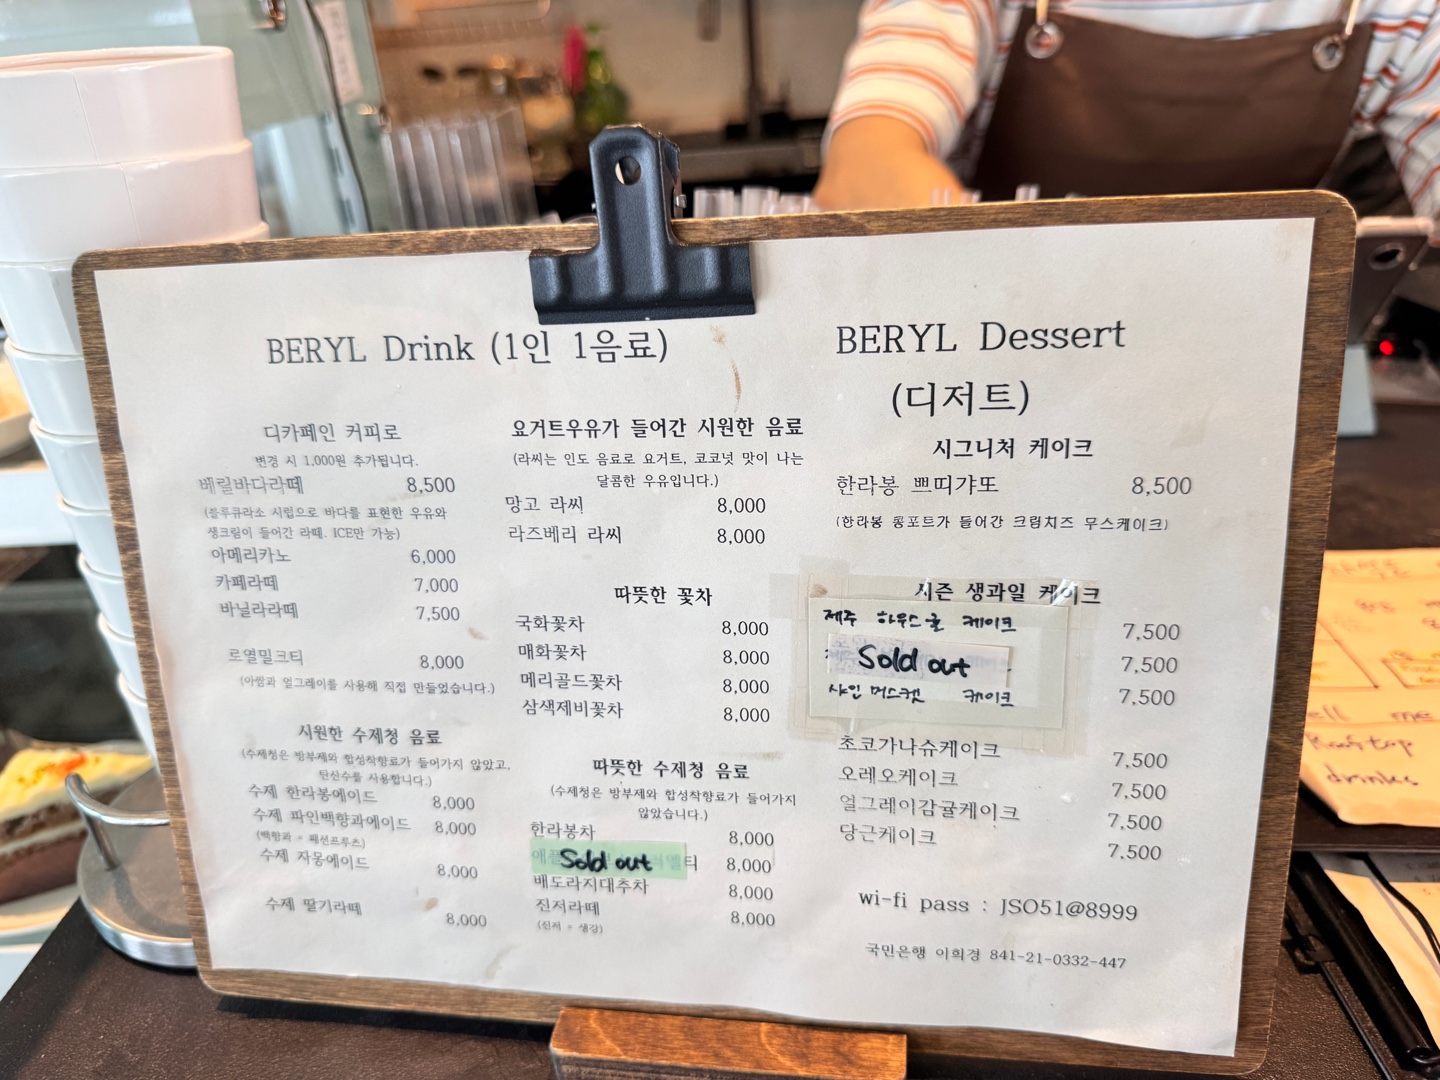 BERYL Drink (1인 1음료)
디카페인 커피로
변경 시 1,000원 추가됩니다.
베릴바다라떼 8,500
(블루큐라소 시럽으로 바다를 표현한 우유와
생크림이 들어간 라떼. ICE만 가능)
아메리카노 6,000
카페라떼 7,000
바닐라라떼 7,500
로열밀크티 8,000
(아쌈과 얼그레이를 사용해 직접 만들었습니다.)
시원한 수제청 음료
(수제청은 방부제와 합성착향료가 들어가지 않았고,
탄산수를 사용합니다.)
수제 한라봉에이드 8,000
수제 파인백향과에이드 8,000
(백향과 = 패션프루츠)
수제 자몽에이드 8,000
수제 딸기라떼 8,000
요거트우유가 들어간 시원한 음료
(라씨는 인도 음료로 요거트, 코코넛 맛이 나는
달콤한 우유입니다.)
망고 라씨 8,000
라즈베리 라씨 8,000
따뜻한 꽃차
국화꽃차 8,000
매화꽃차 8,000
메리골드꽃차 8,000
삼색제비꽃차 8,000
따뜻한 수제청 음료
(수제청은 방부제와 합성착향료가 들어가지
않았습니다.)
한라봉차 8,000
Sold out 티 8,000
배도라지대추차 8,000
진저라떼 8,000
(진저 = 생강)
BERYL Dessert
(디저트)
시그니처 케이크
한라봉 쁘띠갸또 8,500
(한라봉 콩포트가 들어간 크림치즈 무스케이크)
시즌 생과일 케이크
제주 하우스귤 케이크 7,500
Sold out 7,500
샤인머스켓 케이크 7,500
초코가나슈케이크 7,500
오레오케이크 7,500
얼그레이감귤케이크 7,500
당근케이크 7,500
wi-fi pass : JSO51@8999
국민은행 이희경 841-21-0332-447
Rooftop
drinks